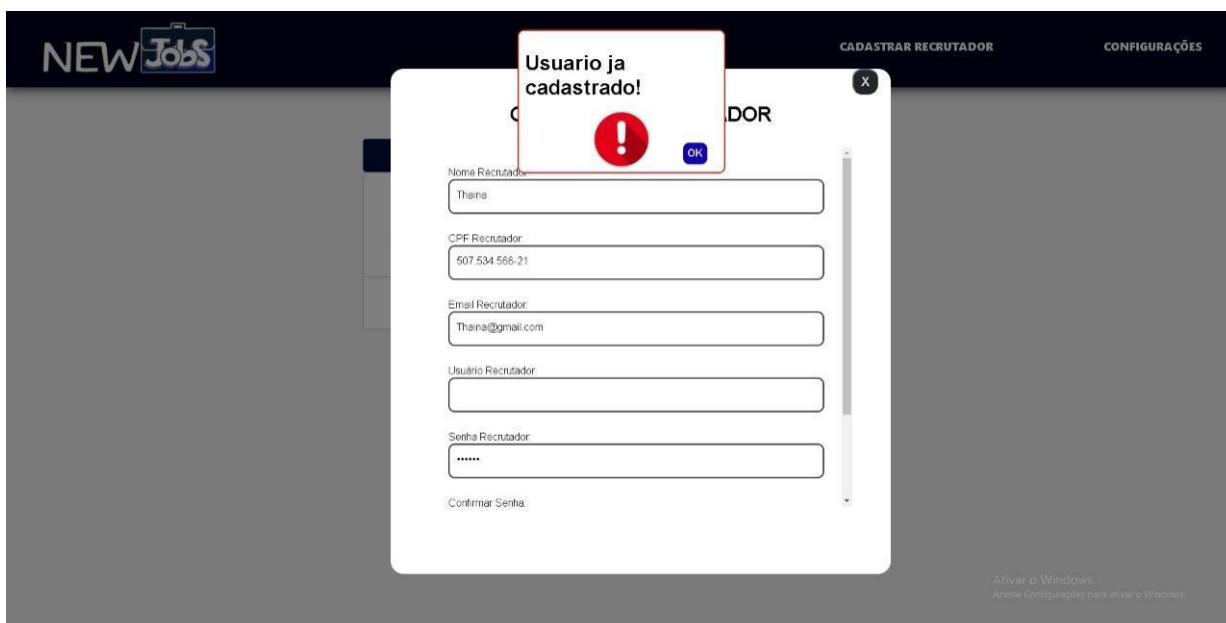 NEW JobS
CADASTRAR RECRUTADOR
CONFIGURAÇÕES
Usuario ja
cadastrado!
OK
X
DOR
Nome Recrutador
Thaina
CPF Recrutador:
507.534.566-21
Email Recrutador:
Thaina@gmail.com
Usuário Recrutador:
Senha Recrutador:
••••••
Confirmar Senha:
Ativar o Windows
Acesse Configurações para ativar o Windows.